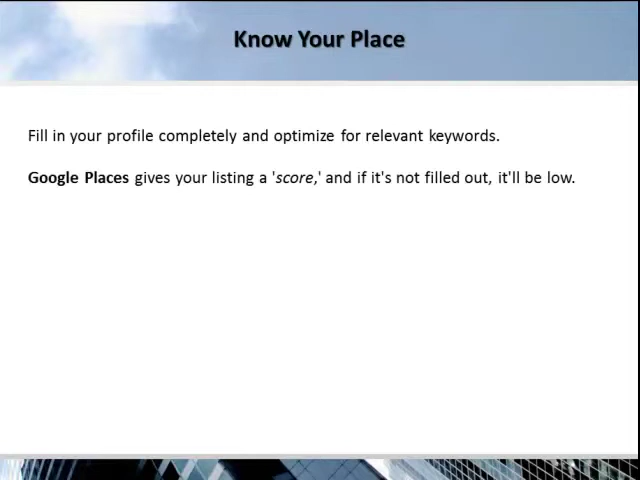 Know Your Place
Fill in your profile completely and optimize for relevant keywords.
Google Places gives your listing a 'score,' and if it's not filled out, it'll be low.